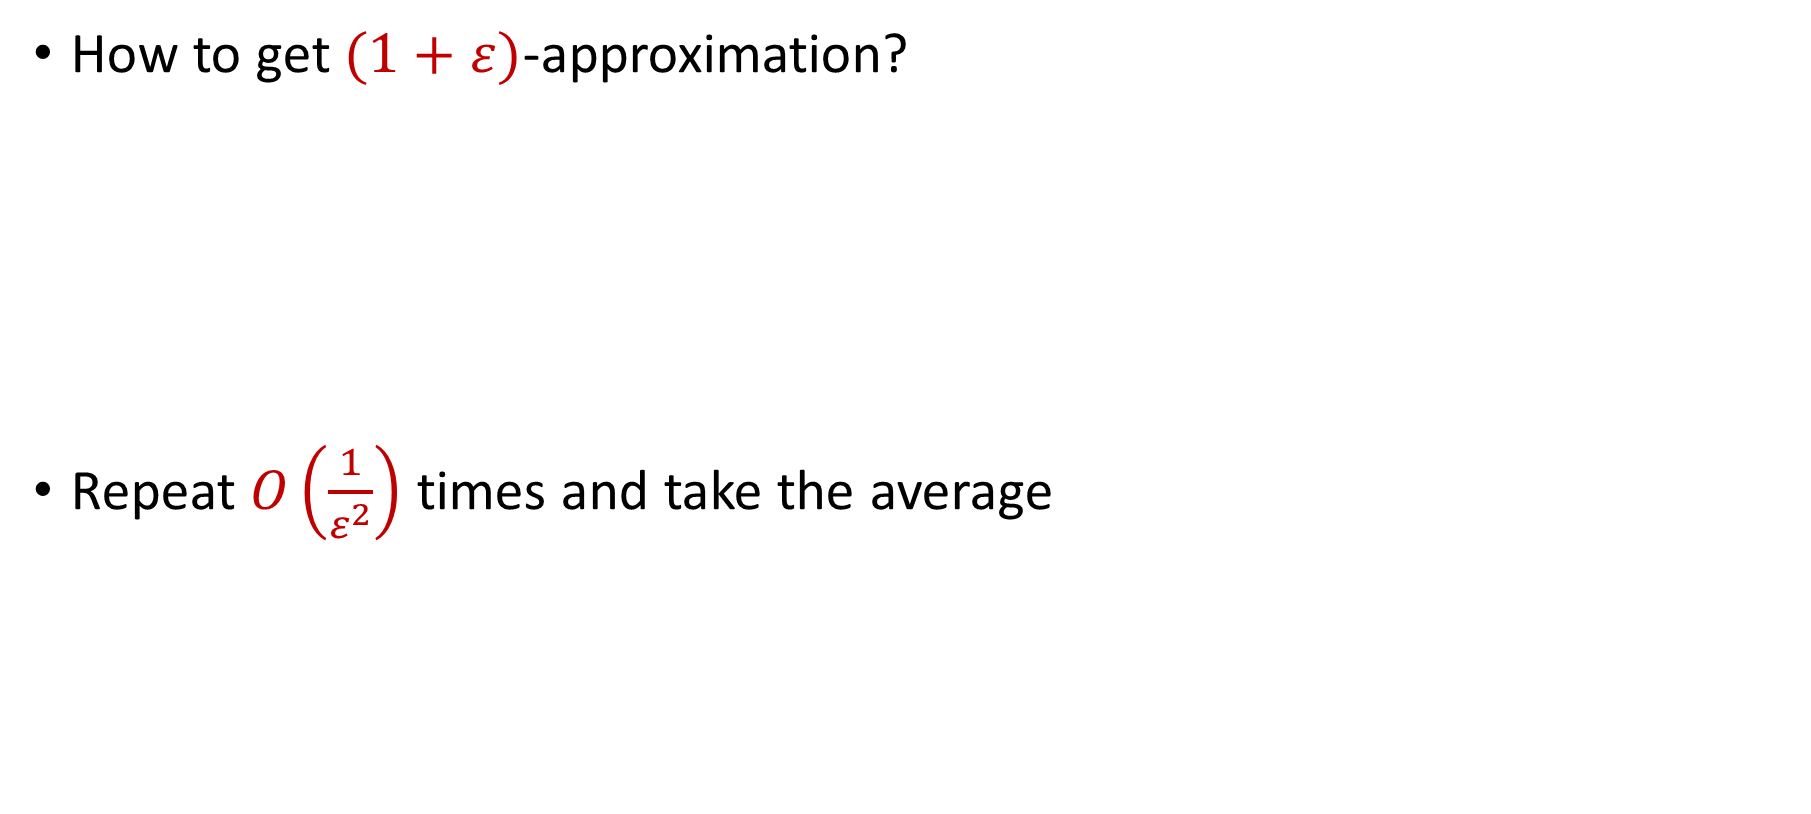 • How to get (1 + ε)-approximation?
• Repeat O(1/ε²) times and take the average